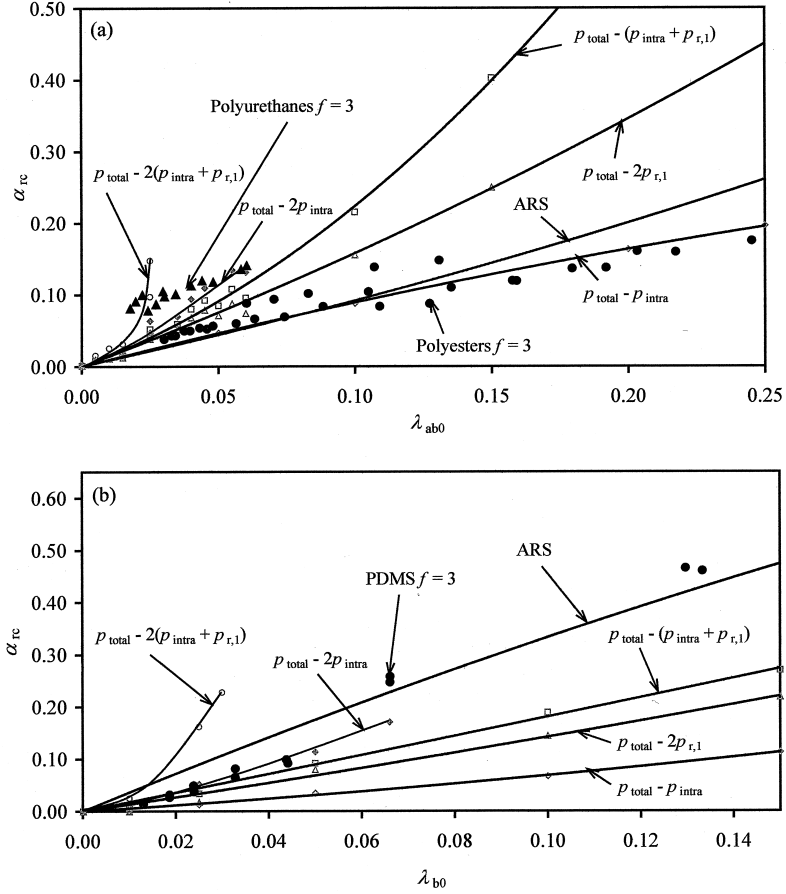 0.50
(a)
p total - (p intra + p r,1)
0.40
Polyurethanes f = 3
0.30
p total - 2(p intra + p r,1)
p total - 2p r,1
α rc
p total - 2p intra
ARS
0.20
0.10
p total - p intra
Polyesters f = 3
0.00
0.00 0.05 0.10 0.15 0.20 0.25
λ ab0
(b)
0.60
0.50
ARS
PDMS f = 3
0.40
p total - 2(p intra + p r,1)
p total - (p intra + p r,1)
p total - 2p intra
α rc
0.30
0.20
p total - 2p r,1
0.10
p total - p intra
0.00
0.00 0.02 0.04 0.06 0.08 0.10 0.12 0.14
λ b0